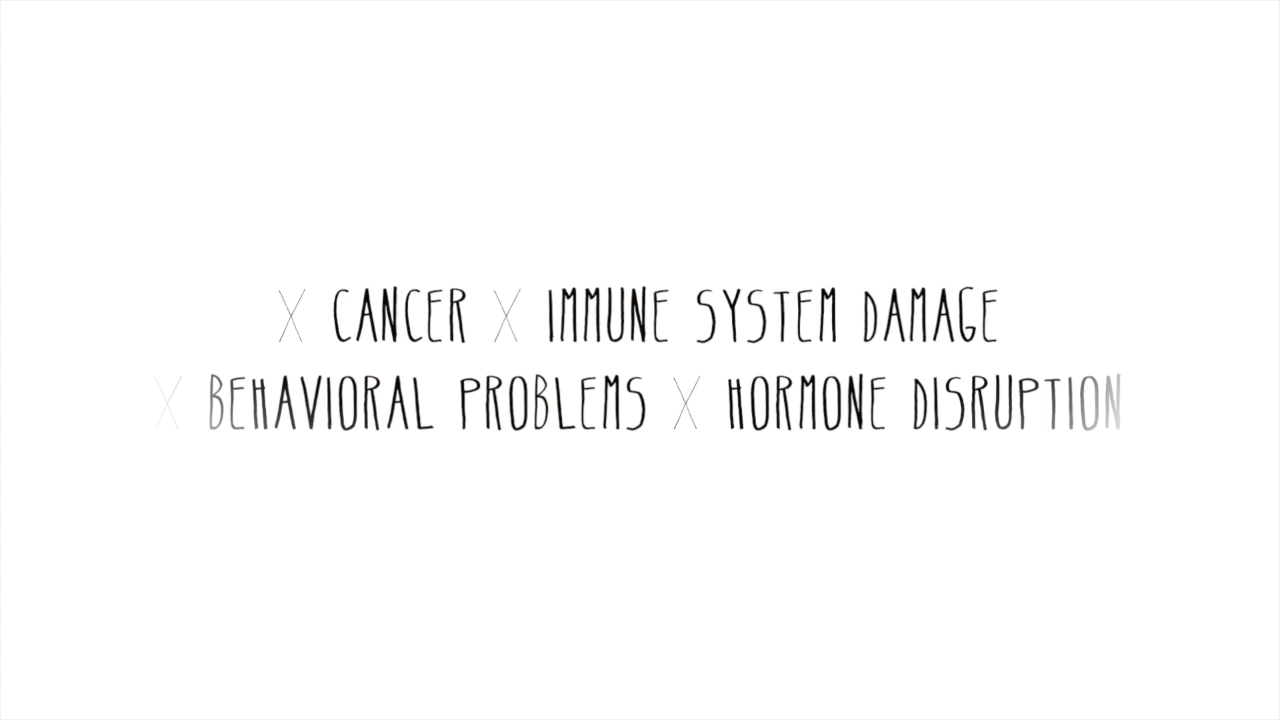 X CANCER X IMMUNE SYSTEM DAMAGE
X BEHAVIORAL PROBLEMS X HORMONE DISRUPTION